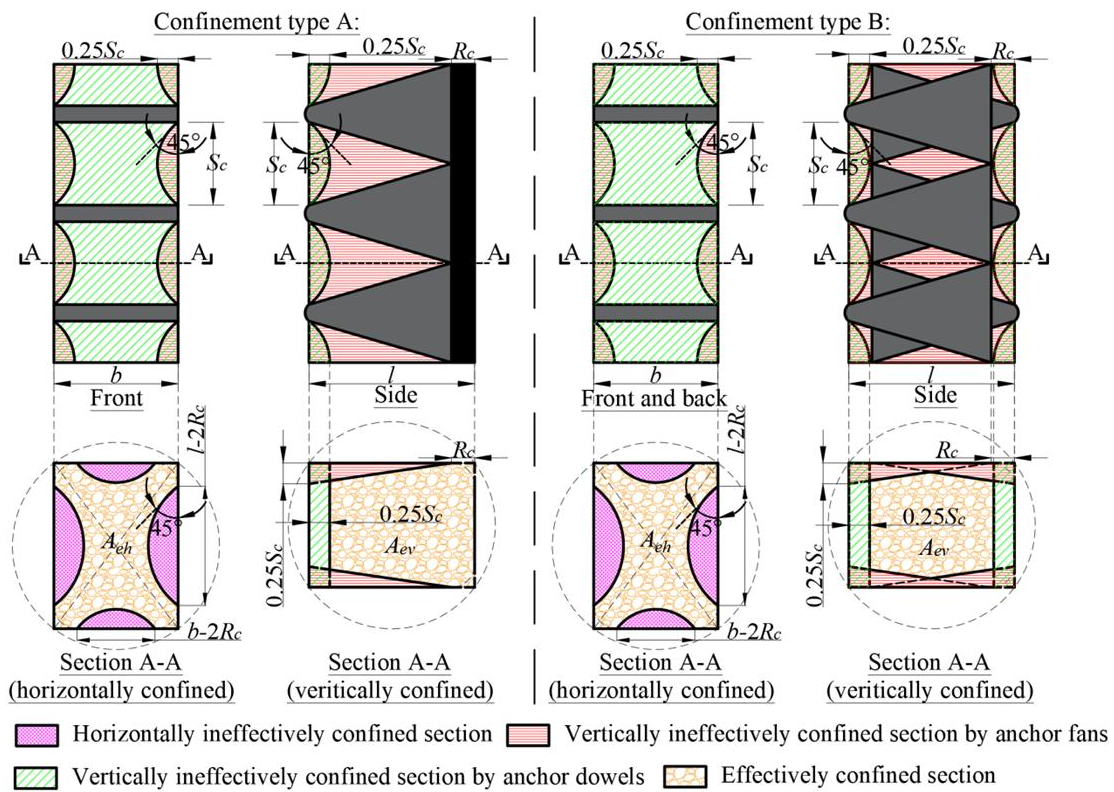 Confinement type A:
Confinement type B:
0.25Sc
0.25Sc
Rc
0.25Sc
0.25Sc
Rc
45°
Sc
Sc
45°
45°
Sc
Sc
45°
A
A
A
A
A
A
A
A
b
Front
l
Side
b
Front and back
l
Side
l-2Rc
Rc
l-2Rc
Rc
45°
Aeh
0.25Sc
Aev
0.25Sc
b-2Rc
45°
Aeh
0.25Sc
Aev
0.25Sc
b-2Rc
Section A-A
(horizontally confined)
Section A-A
(veritically confined)
Section A-A
(horizontally confined)
Section A-A
(veritically confined)
Horizontally ineffectively confined section
Vertically ineffectively confined section by anchor fans
Vertically ineffectively confined section by anchor dowels
Effectively confined section